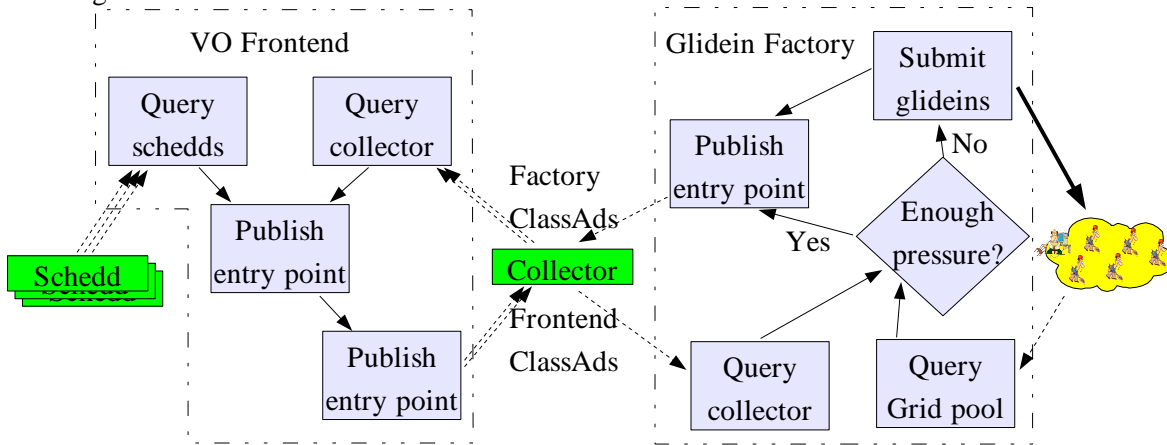 VO Frontend
Query
schedds
Query
collector
Publish
entry point
Publish
entry point
Schedd
Factory
ClassAds
Collector
Frontend
ClassAds
Glidein Factory
Submit
glideins
Publish
entry point
No
Yes
Enough
pressure?
Query
collector
Query
Grid pool